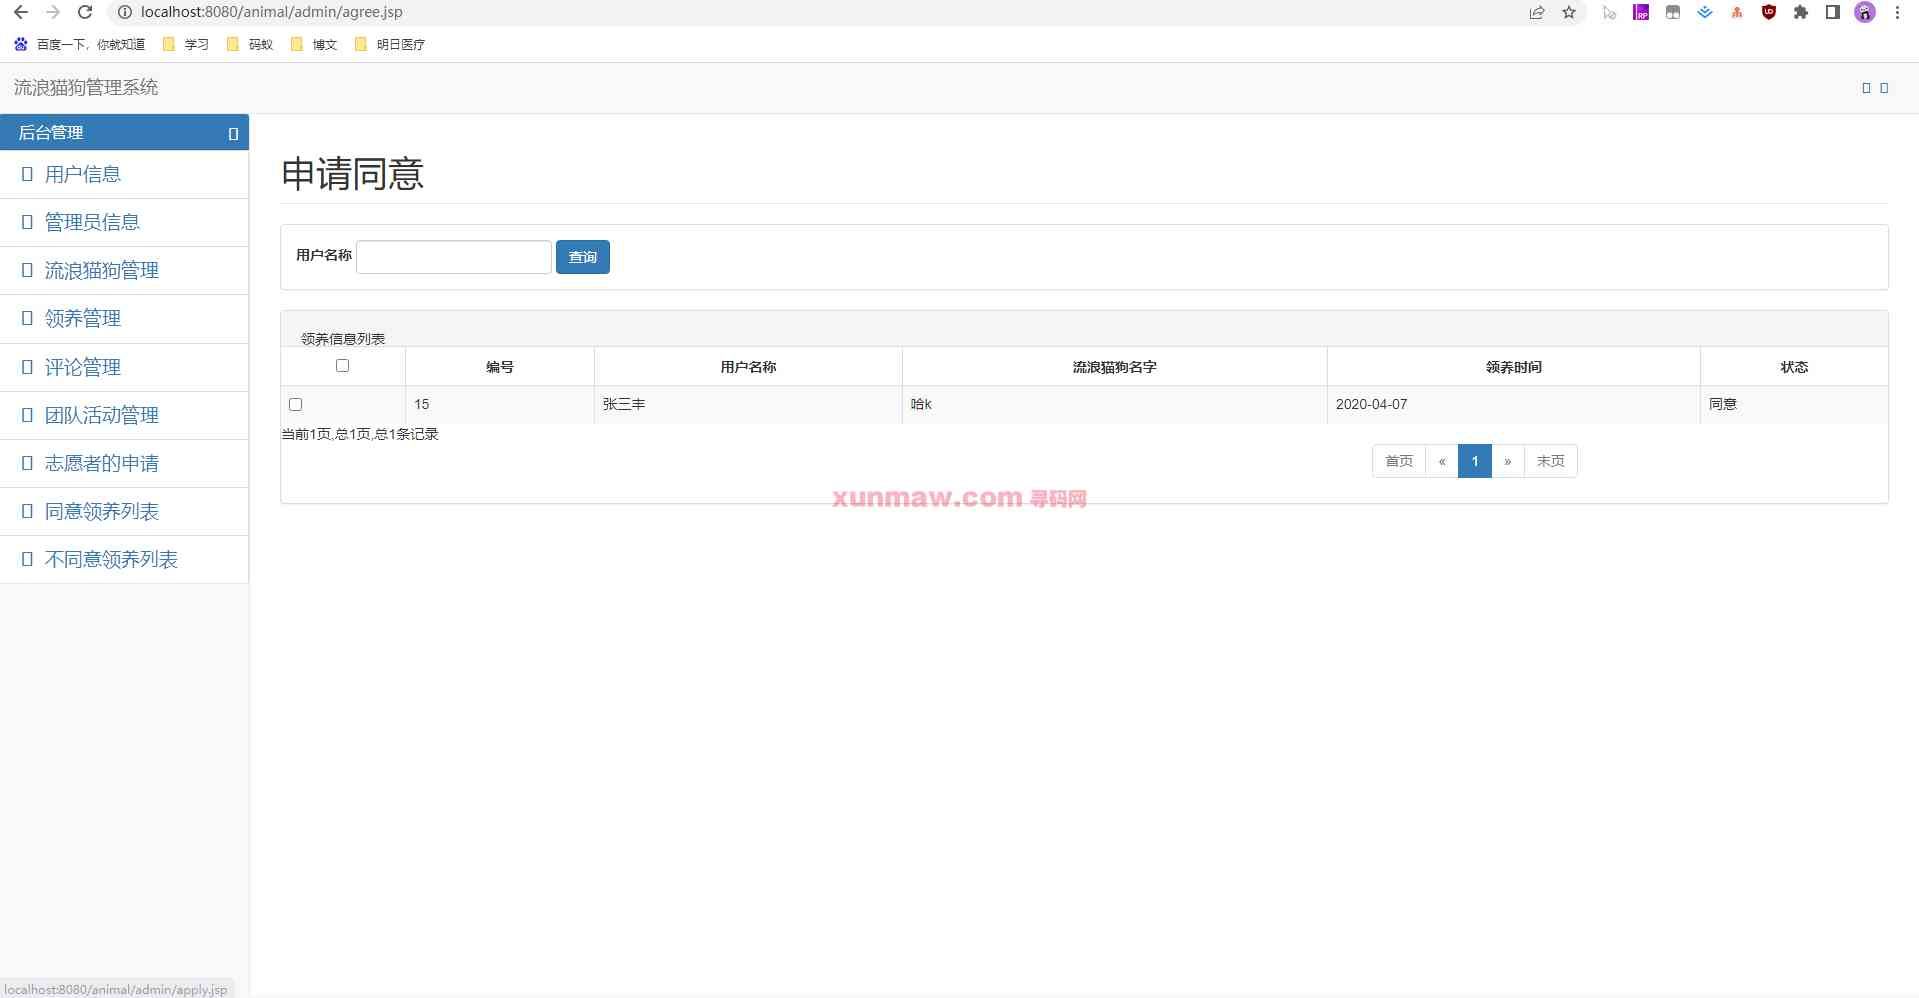 localhost:8080/animal/admin/agree.jsp
百度一下，你就知道 学习 码蚁 博文 明日医疗
流浪猫狗管理系统
后台管理
用户信息
管理员信息
流浪猫狗管理
领养管理
评论管理
团队活动管理
志愿者的申请
同意领养列表
不同意领养列表
申请同意
用户名称 查询
领养信息列表
编号 用户名称 流浪猫狗名字 领养时间 状态
15 张三丰 哈k 2020-04-07 同意
当前1页,总1页,总1条记录
首页 « 1 » 末页
xunmaw.com 寻码网
localhost:8080/animal/admin/apply.jsp